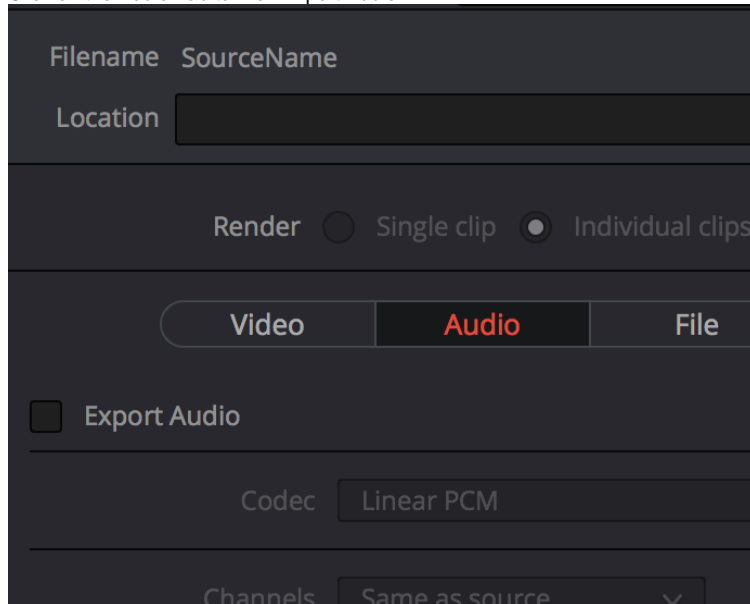 Filename SourceName
Location
Render Single clip Individual clips
Video Audio File
Export Audio
Codec Linear PCM
Channels Same as source